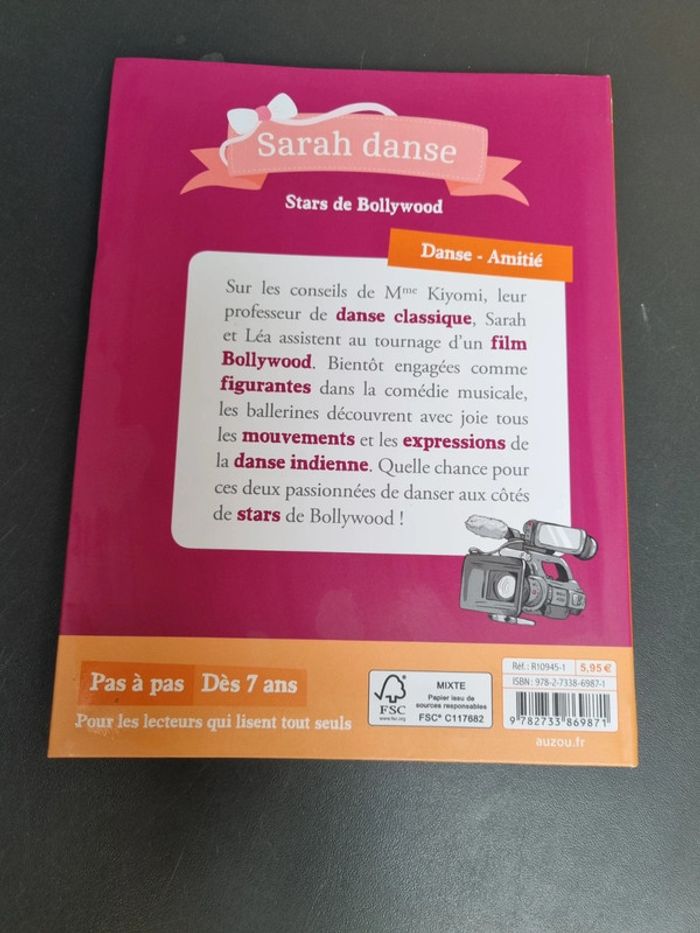 Sarah danse
Stars de Bollywood
Danse - Amitié
Sur les conseils de Mme Kiyomi, leur
professeur de danse classique, Sarah
et Léa assistent au tournage d'un film
Bollywood. Bientôt engagées comme
figurantes dans la comédie musicale,
les ballerines découvrent avec joie tous
les mouvements et les expressions de
la danse indienne. Quelle chance pour
ces deux passionnées de danser aux côtés
de stars de Bollywood !
Pas à pas Dès 7 ans
Pour les lecteurs qui lisent tout seuls
FSC
www.fsc.org
MIXTE
Papier issu de
sources responsables
FSC® C117682
Réf. : R10945-1 5,95 €
ISBN : 978-2-7338-6987-1
9 782733 869871
auzou.fr